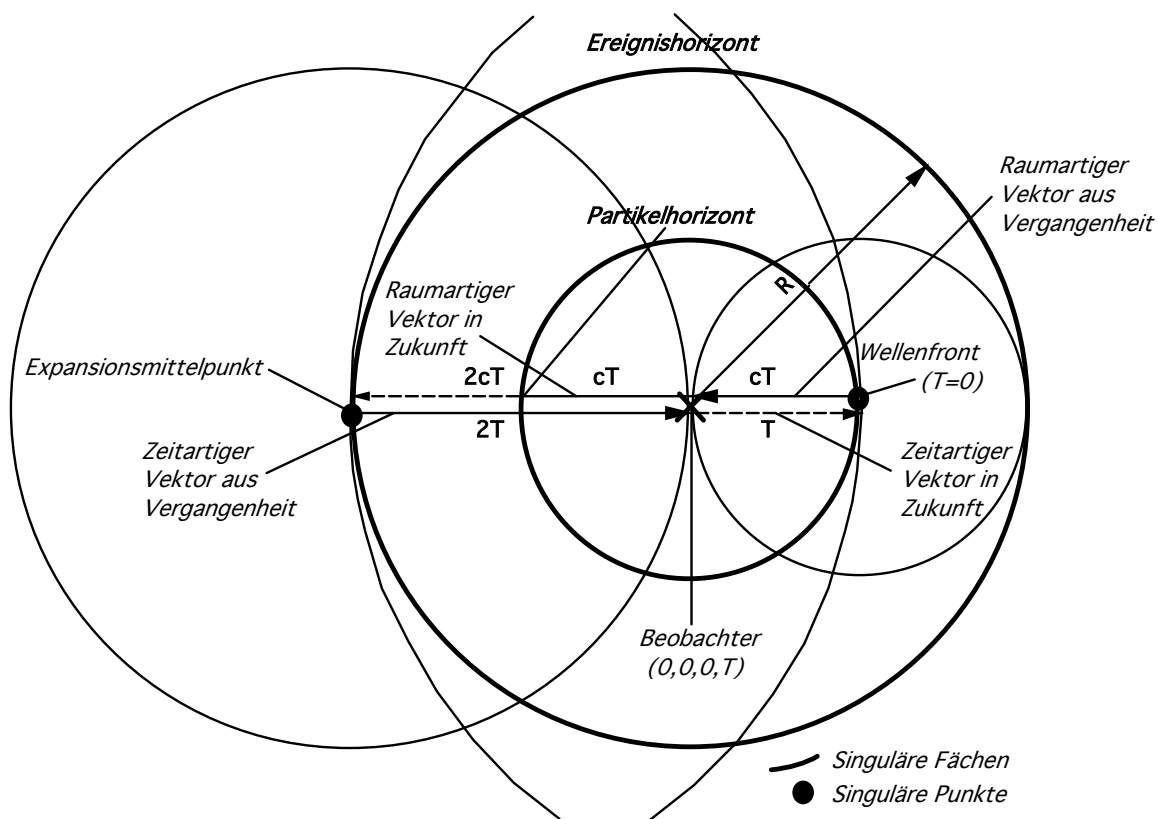 Ereignishorizont
Raumartiger
Vektor aus
Vergangenheit
Partikelhorizont
R
Raumartiger
Vektor in
Zukunft
Expansionsmittelpunkt
Wellenfront
(T=0)
2cT
cT
cT
2T
T
Zeitartiger
Vektor aus
Vergangenheit
Zeitartiger
Vektor in
Zukunft
Beobachter
(0,0,0,T)
Singuläre Fächen
Singuläre Punkte